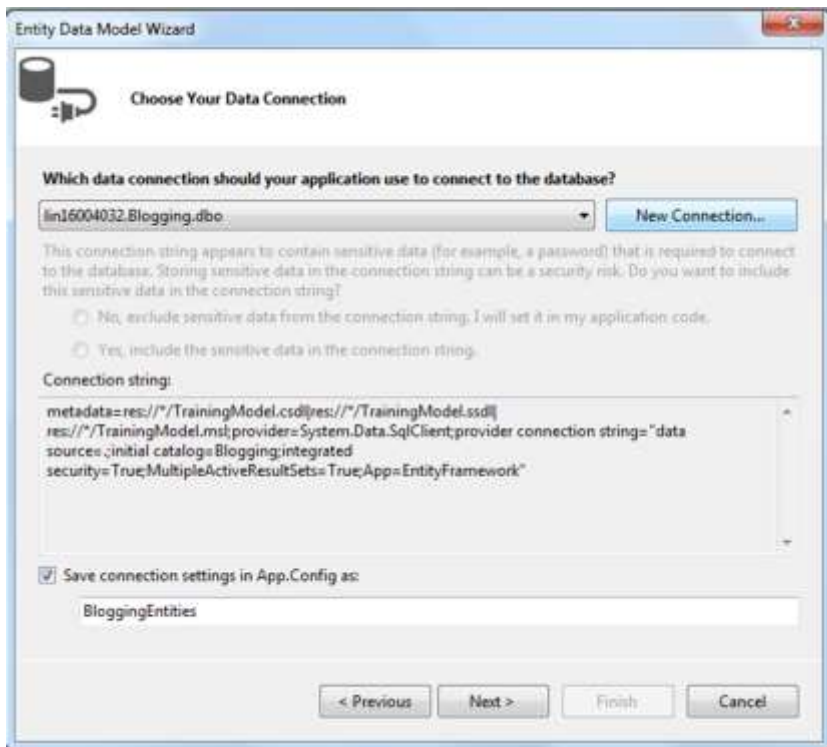 Entity Data Model Wizard
Choose Your Data Connection
Which data connection should your application use to connect to the database?
lin16004032.Blogging.dbo
New Connection...
This connection string appears to contain sensitive data (for example, a password) that is required to connect
to the database. Storing sensitive data in the connection string can be a security risk. Do you want to include
this sensitive data in the connection string?
No, exclude sensitive data from the connection string. I will set it in my application code.
Yes, include the sensitive data in the connection string.
Connection string:
metadata=res://*/TrainingModel.csdl|res://*/TrainingModel.ssdl|
res://*/TrainingModel.msl;provider=System.Data.SqlClient;provider connection string="data
source=.;initial catalog=Blogging;integrated
security=True;MultipleActiveResultSets=True;App=EntityFramework"
Save connection settings in App.Config as:
BloggingEntities
< Previous
Next >
Finish
Cancel